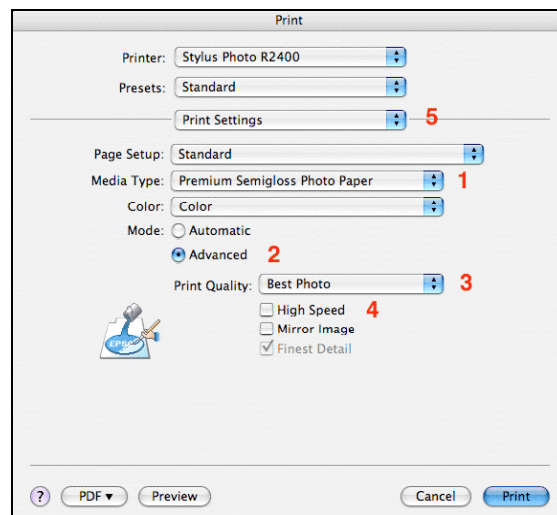 Print
Printer: Stylus Photo R2400
Presets: Standard
Print Settings 5
Page Setup: Standard
Media Type: Premium Semigloss Photo Paper 1
Color: Color
Mode: Automatic
Advanced 2
Print Quality: Best Photo 3
High Speed 4
Mirror Image
Finest Detail
EPSO
? PDF ▾ Preview Cancel Print